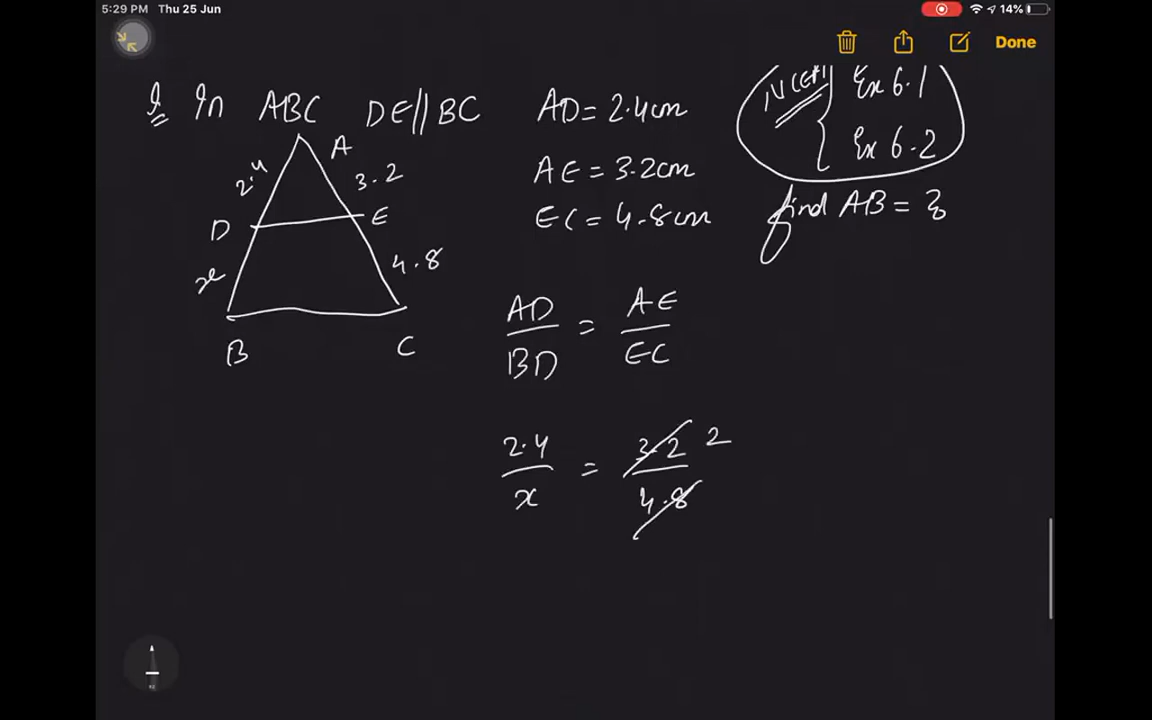 5:29 PM Thu 25 Jun
14%
Done
In ABC DE||BC AD = 2.4cm
AE = 3.2cm
EC = 4.8cm
NCERT { Ex 6.1
Ex 6.2
find AB = ?
A
2.4
3.2
D
E
x
4.8
B
C
AD/BD = AE/EC
2.4/x = 3.2/4.8 2